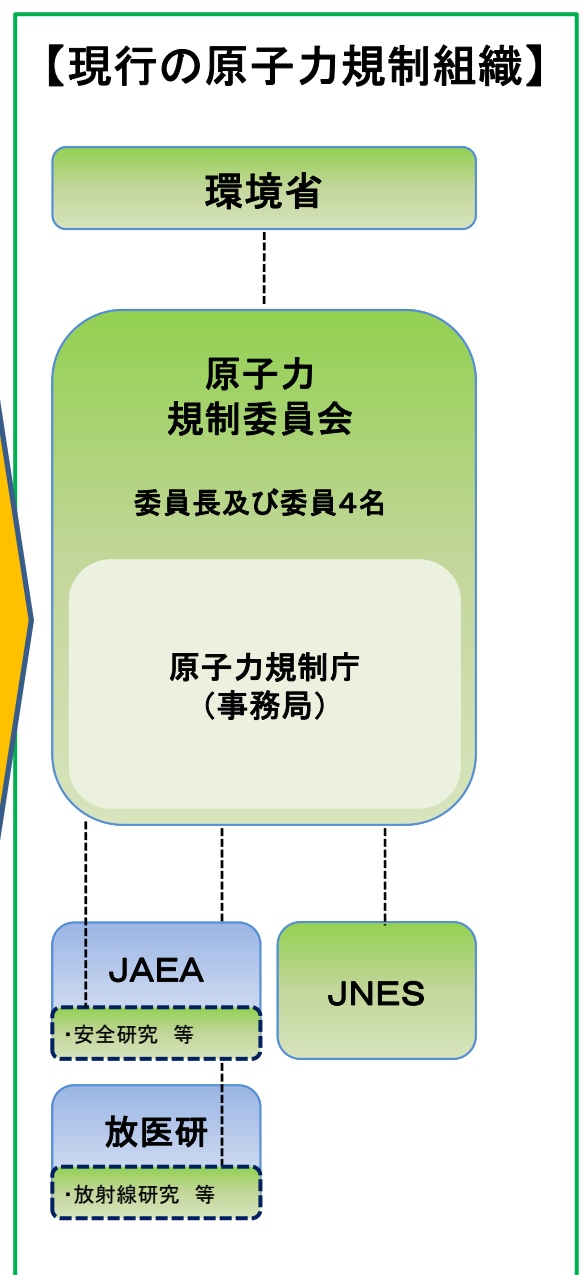 【現行の原子力規制組織】
環境省
原子力
規制委員会
委員長及び委員４名
原子力規制庁
（事務局）
ＪＡＥＡ
・安全研究　等
ＪＮＥＳ
放医研
・放射線研究　等